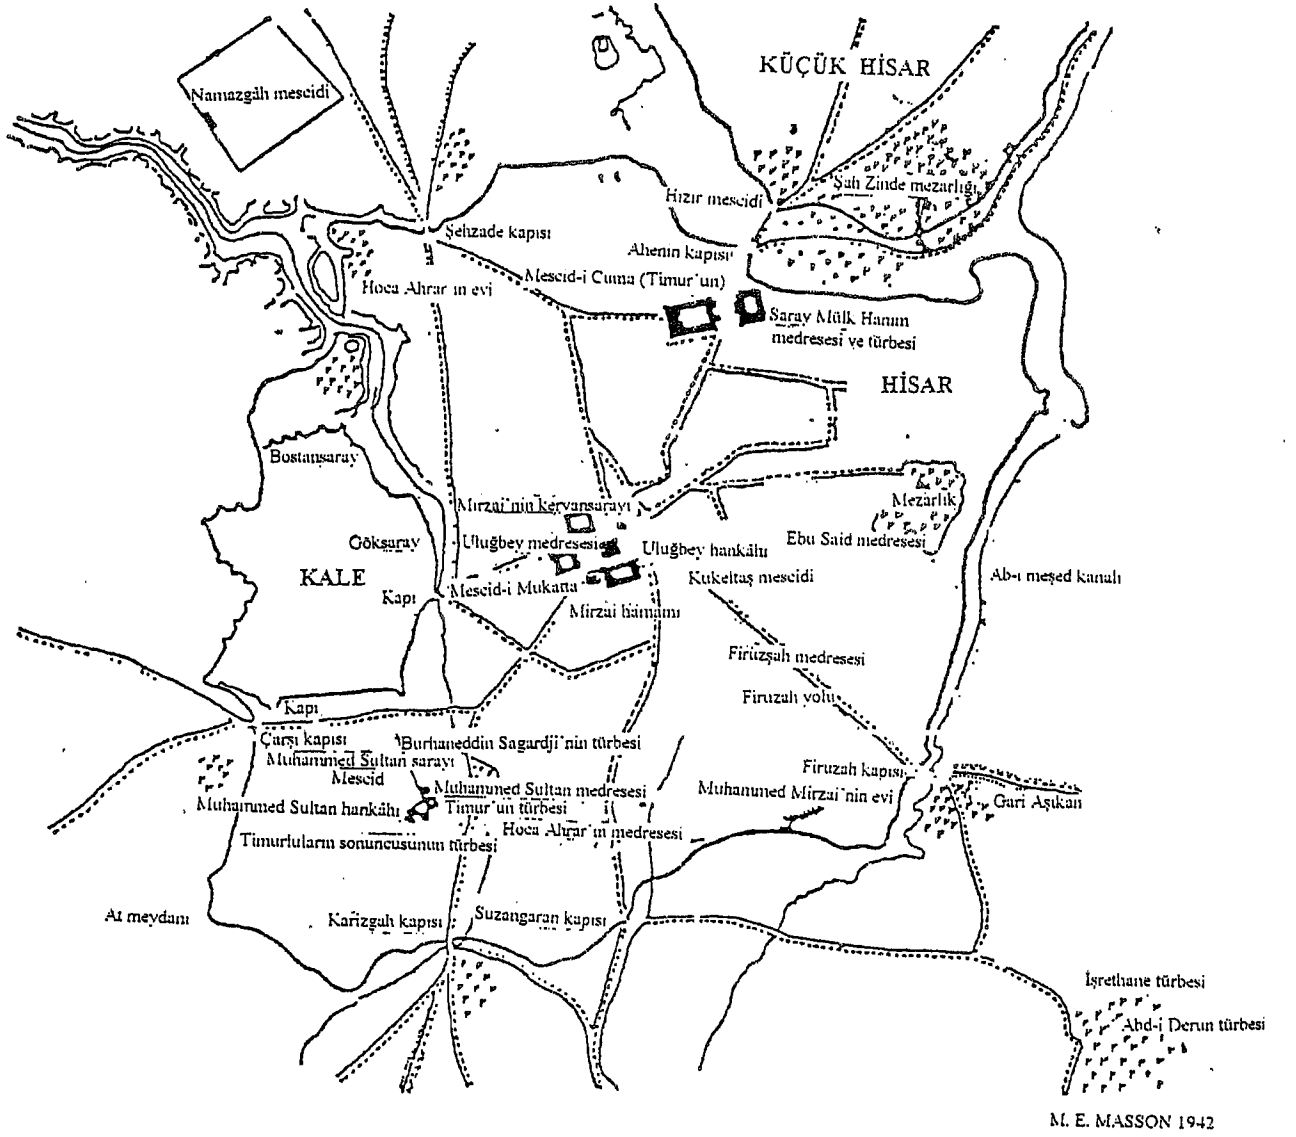 KÜÇÜK HİSAR
Namazgâh mescidi
Şah Zinde mezarlığı
Hızır mescidi
Şehzade kapısı
Ahenin kapısı
Mescid-i Cuma (Timur'un)
Hoca Ahrar'ın evi
Saray Mülk Hanım
medresesi ve türbesi
HİSAR
Bostansaray
Mirzai'nin kervansarayı
Mezarlık
Ebu Said medresesi
Göksaray
Uluğbey medresesi
Uluğbey hankâhı
KALE
Kukeltaş mescidi
Ab-ı meşed kanalı
Kapı
Mescid-i Mukatta
Mirzai hamamı
Firuzşah medresesi
Firuzah yolu
Kapı
Çarşı kapısı
Burhaneddin Sagardji'nin türbesi
Muhammed Sultan sarayı
Mescid
Firuzah kapısı
Muhammed Sultan medresesi
Muhammed Mirzai'nin evi
Gari Aşıkan
Muhammed Sultan hankâhı
Timur'un türbesi
Hoca Ahrar'ın medresesi
Timurluların sonuncusunun türbesi
At meydanı
Karizgah kapısı
Suzangaran kapısı
İşrethane türbesi
Abd-i Derun türbesi
M. E. MASSON 1942